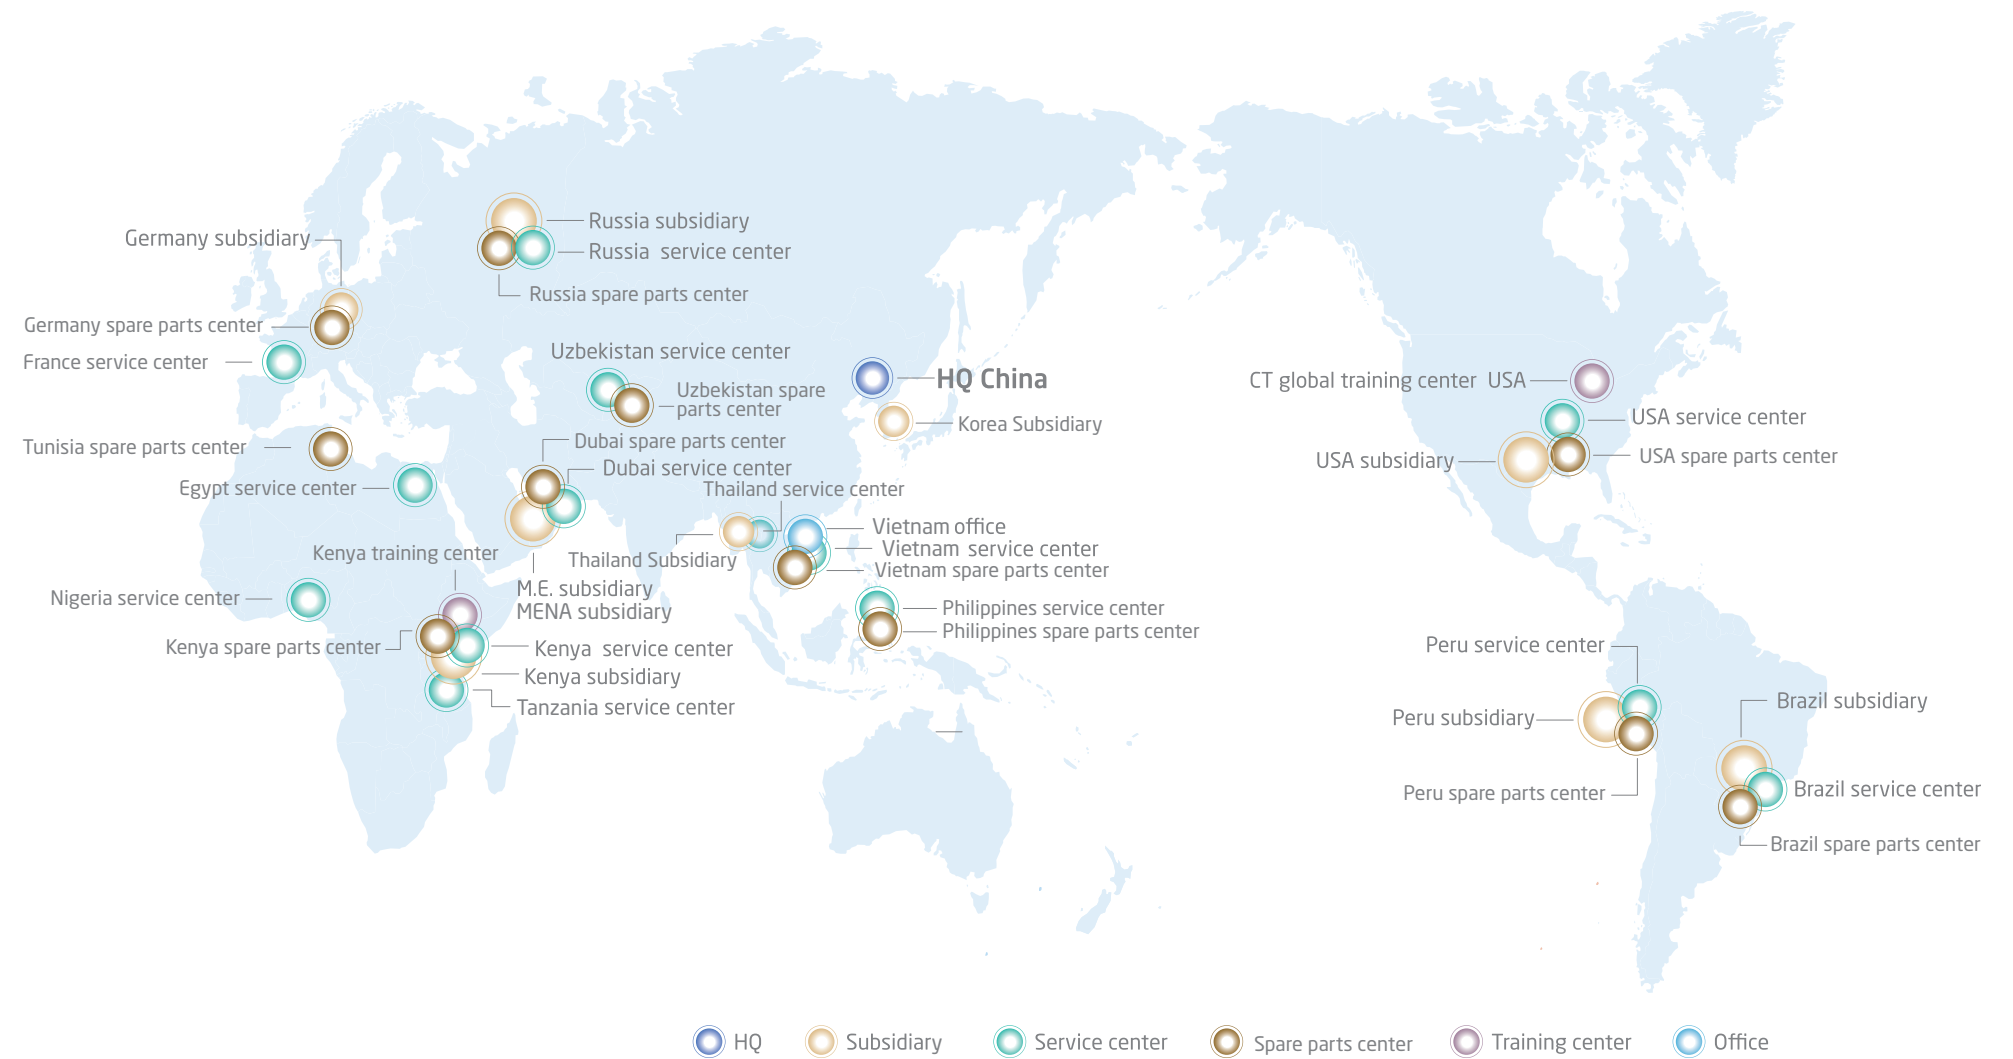 Russia subsidiary
Germany subsidiary
Russia service center
Russia spare parts center
Germany spare parts center
France service center
Uzbekistan service center
HQ China
CT global training center USA
Uzbekistan spare
parts center
USA service center
Korea Subsidiary
Dubai spare parts center
Tunisia spare parts center
USA subsidiary
USA spare parts center
Dubai service center
Egypt service center
Thailand service center
Vietnam office
Kenya training center
Vietnam service center
Thailand Subsidiary
Vietnam spare parts center
M.E. subsidiary
MENA subsidiary
Nigeria service center
Philippines service center
Philippines spare parts center
Kenya spare parts center
Kenya service center
Peru service center
Kenya subsidiary
Brazil subsidiary
Tanzania service center
Peru subsidiary
Brazil service center
Peru spare parts center
Brazil spare parts center
HQ
Subsidiary
Service center
Spare parts center
Training center
Office